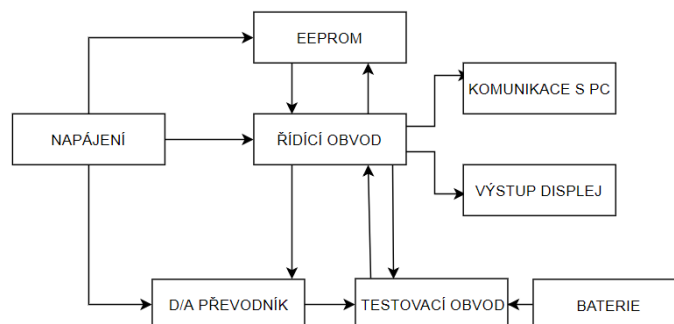 EEPROM
KOMUNIKACE S PC
NAPÁJENÍ
ŘÍDÍCÍ OBVOD
VÝSTUP DISPLEJ
D/A PŘEVODNÍK
TESTOVACÍ OBVOD
BATERIE